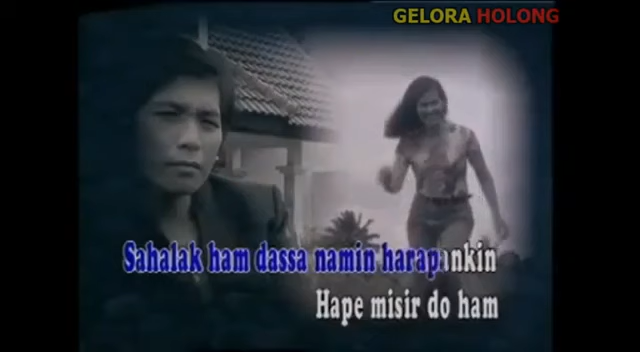 GELORA HOLONG
Sahalak ham dassa namin harapankin
Hape misir do ham